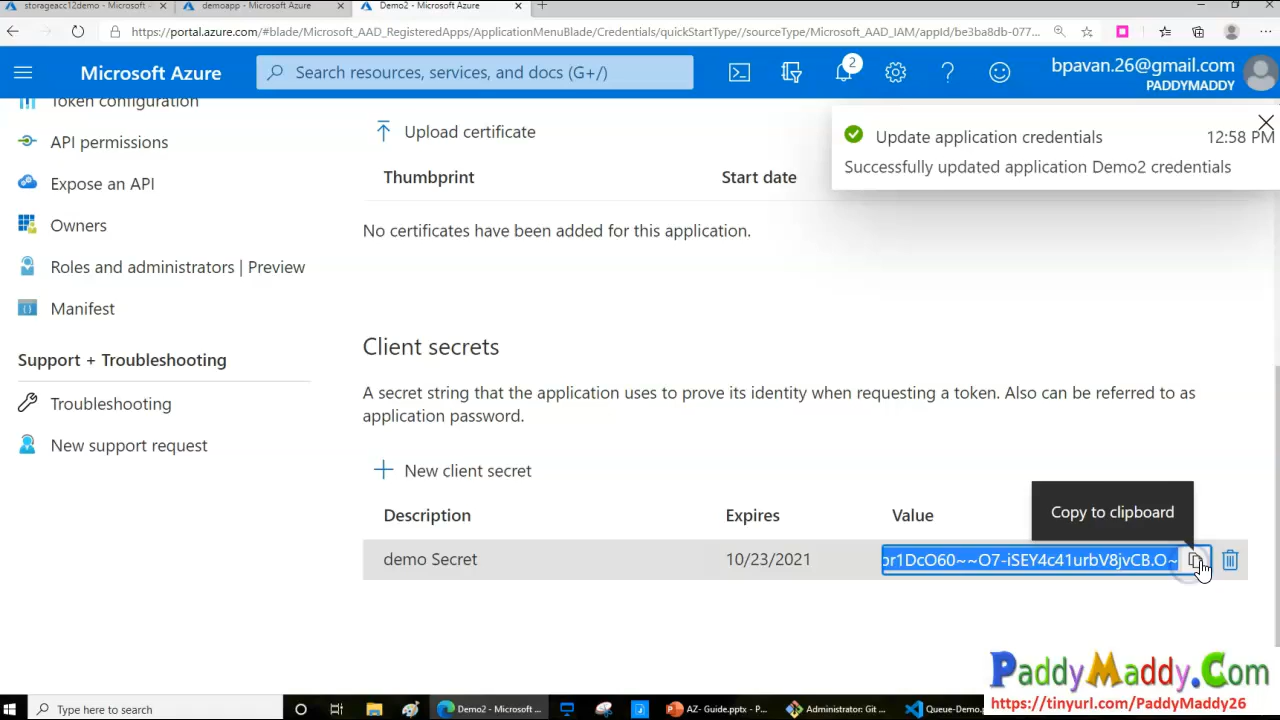 storageacc12demo - Microsoft
demoapp - Microsoft Azure
Demo2 - Microsoft Azure
https://portal.azure.com/#blade/Microsoft_AAD_RegisteredApps/ApplicationMenuBlade/Credentials/quickStartType//sourceType/Microsoft_AAD_IAM/appId/be3ba8db-077...
Microsoft Azure
Search resources, services, and docs (G+/)
2
bpavan.26@gmail.com
PADDYMADDY
Token configuration
API permissions
Expose an API
Owners
Roles and administrators | Preview
Manifest
Support + Troubleshooting
Troubleshooting
New support request
Update application credentials
12:58 PM
Successfully updated application Demo2 credentials
Upload certificate
Thumbprint
Start date
No certificates have been added for this application.
Client secrets
A secret string that the application uses to prove its identity when requesting a token. Also can be referred to as
application password.
New client secret
Copy to clipboard
Description
Expires
Value
demo Secret
10/23/2021
or1DcO60~~O7-iSEY4c41urbV8jvCB.O~
PaddyMaddy.Com
https://tinyurl.com/PaddyMaddy26
Type here to search
Demo2 - Microsoft ...
AZ- Guide.pptx - P...
Administrator: Git ...
Queue-Demo.p